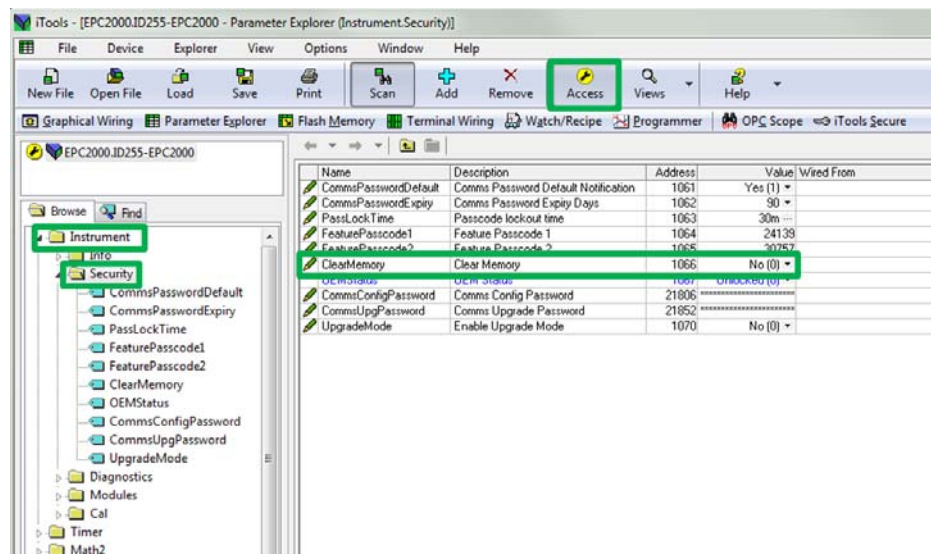 iTools - [EPC2000.ID255-EPC2000 - Parameter Explorer (Instrument.Security)]
File Device Explorer View Options Window Help
New File Open File Load Save Print Scan Add Remove Access Views Help
Graphical Wiring Parameter Explorer Flash Memory Terminal Wiring Watch/Recipe Programmer OPC Scope iTools Secure
EPC2000.ID255-EPC2000
Browse Find
Instrument
Info
Security
CommsPasswordDefault
CommsPasswordExpiry
PassLockTime
FeaturePasscode1
FeaturePasscode2
ClearMemory
OEMStatus
CommsConfigPassword
CommsUpgPassword
UpgradeMode
Diagnostics
Modules
Cal
Timer
Math2
Name Description Address Value Wired From
CommsPasswordDefault Comms Password Default Notification 1061 Yes (1)
CommsPasswordExpiry Comms Password Expiry Days 1062 90
PassLockTime Passcode lockout time 1063 30m ...
FeaturePasscode1 Feature Passcode 1 1064 24139
FeaturePasscode2 Feature Passcode 2 1065 30757
ClearMemory Clear Memory 1066 No (0)
OEMStatus OEM Status 1067 Unlocked (0)
CommsConfigPassword Comms Config Password 21806
CommsUpgPassword Comms Upgrade Password 21852
UpgradeMode Enable Upgrade Mode 1070 No (0)